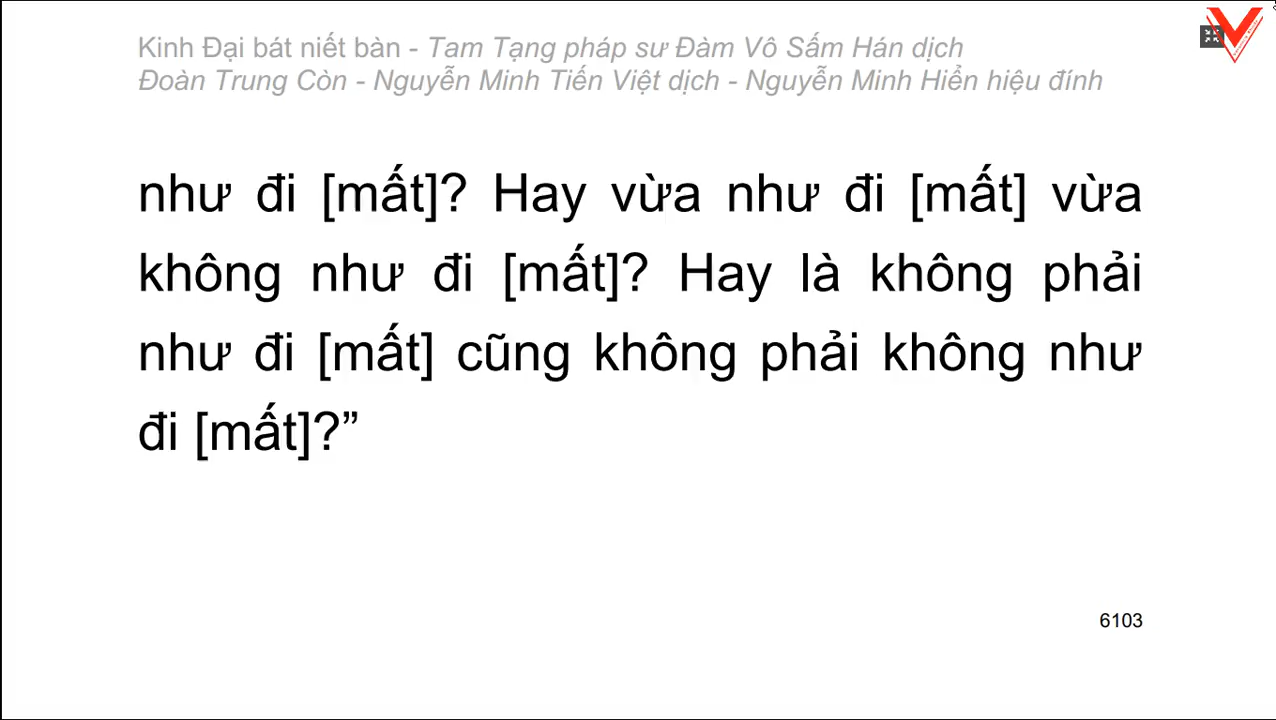 Kinh Đại bát niết bàn - Tam Tạng pháp sư Đàm Vô Sấm Hán dịch
Đoàn Trung Còn - Nguyễn Minh Tiến Việt dịch - Nguyễn Minh Hiển hiệu đính
như đi [mất]? Hay vừa như đi [mất] vừa
không như đi [mất]? Hay là không phải
như đi [mất] cũng không phải không như
đi [mất]?”
6103